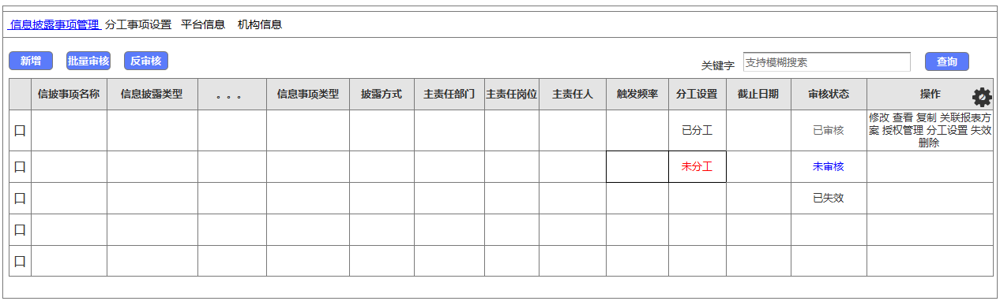 信息披露事项管理 分工事项设置 平台信息 机构信息
新增 批量审核 反审核
关键字 支持模糊搜索 查询
信披事项名称 信息披露类型 。。。 信息事项类型 披露方式 主责任部门 主责任岗位 主责任人 触发频率 分工设置 截止日期 审核状态 操作
已分工 已审核
修改 查看 复制 关联报表方
案 授权管理 分工设置 失效
删除
未分工 未审核
已失效